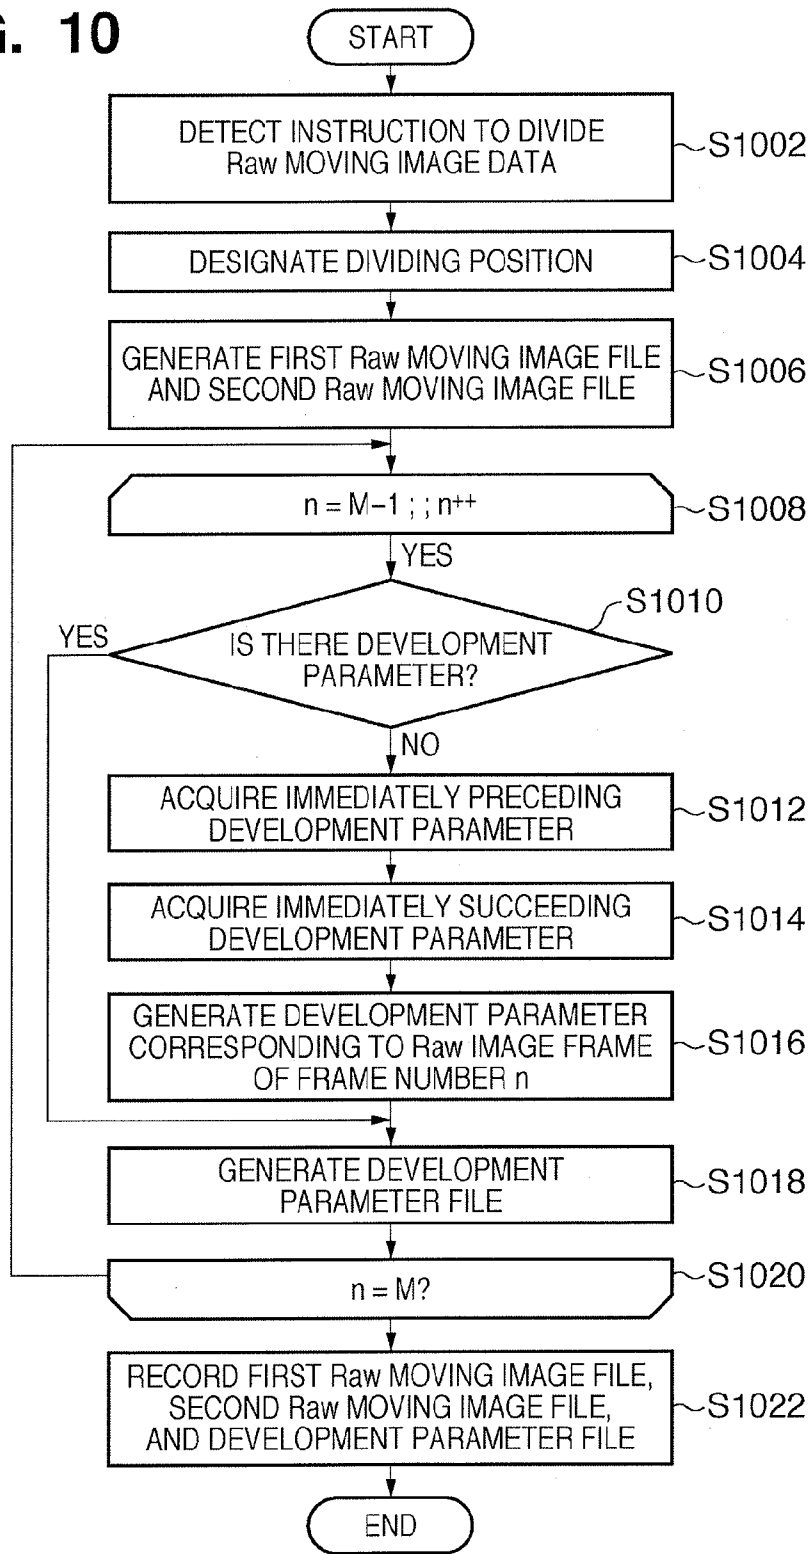 G. 10
START
DETECT INSTRUCTION TO DIVIDE
Raw MOVING IMAGE DATA
S1002
DESIGNATE DIVIDING POSITION
S1004
GENERATE FIRST Raw MOVING IMAGE FILE
AND SECOND Raw MOVING IMAGE FILE
S1006
n = M-1 ; ; n++
S1008
YES
S1010
YES
IS THERE DEVELOPMENT
PARAMETER?
NO
ACQUIRE IMMEDIATELY PRECEDING
DEVELOPMENT PARAMETER
S1012
ACQUIRE IMMEDIATELY SUCCEEDING
DEVELOPMENT PARAMETER
S1014
GENERATE DEVELOPMENT PARAMETER
CORRESPONDING TO Raw IMAGE FRAME
OF FRAME NUMBER n
S1016
GENERATE DEVELOPMENT
PARAMETER FILE
S1018
n = M?
S1020
RECORD FIRST Raw MOVING IMAGE FILE,
SECOND Raw MOVING IMAGE FILE,
AND DEVELOPMENT PARAMETER FILE
S1022
END